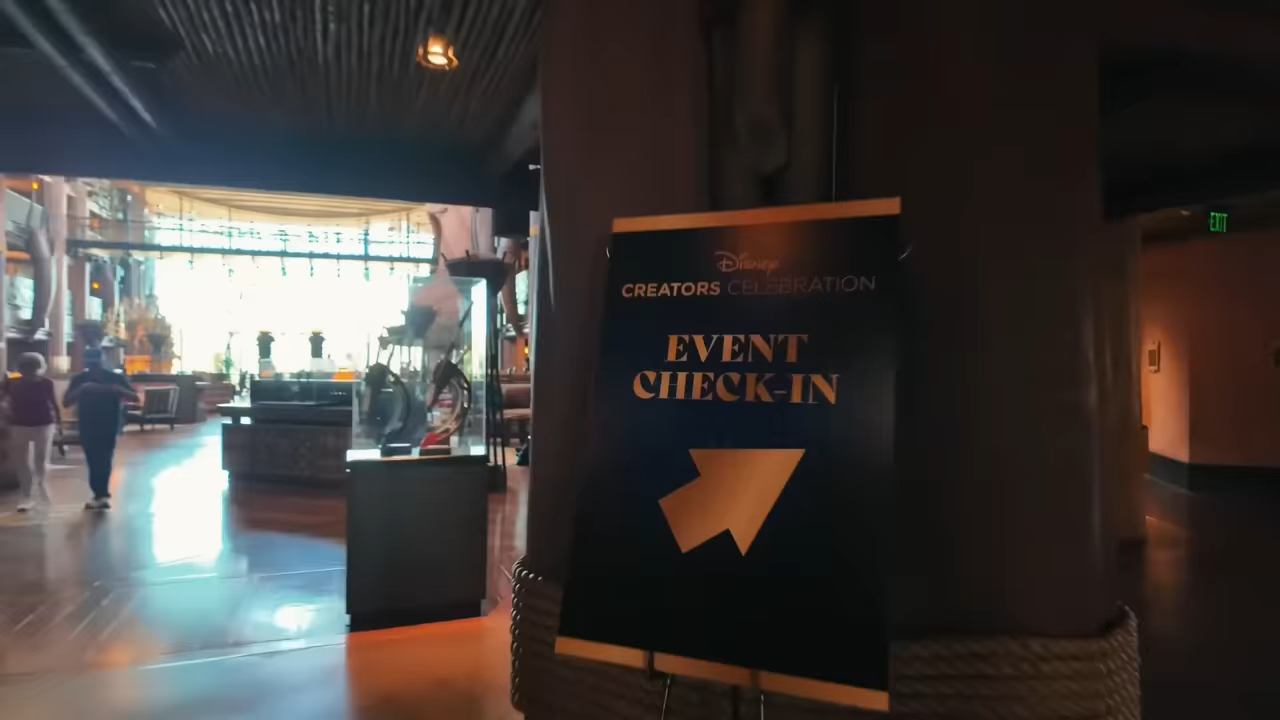 Disney
CREATORS CELEBRATION
EVENT
CHECK-IN
EXIT